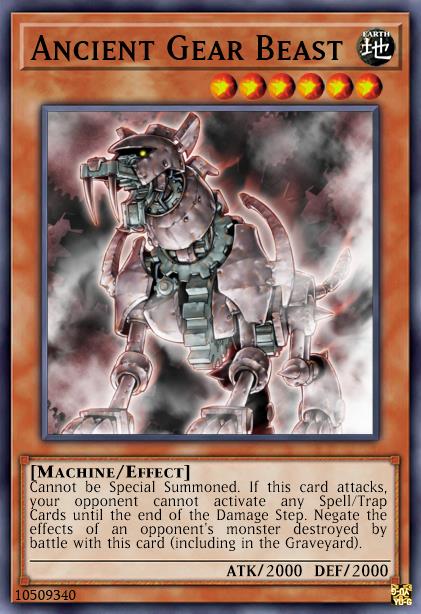 ANCIENT GEAR BEAST
EARTH
地
[MACHINE/EFFECT]
Cannot be Special Summoned. If this card attacks,
your opponent cannot activate any Spell/Trap
Cards until the end of the Damage Step. Negate the
effects of an opponent's monster destroyed by
battle with this card (including in the Graveyard).
ATK/2000 DEF/2000
10509340